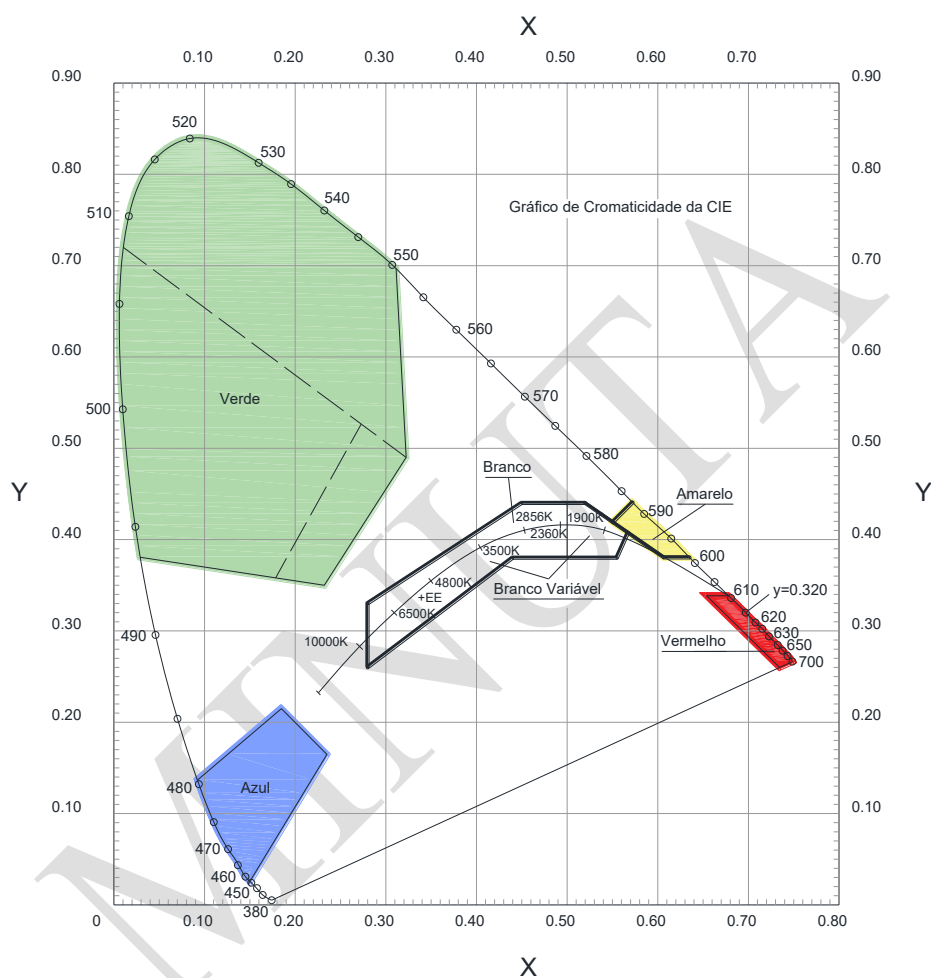 X
0.10 0.20 0.30 0.40 0.50 0.60 0.70
0.90 0.90
520
530
0.80 0.80
540
510
Gráfico de Cromaticidade da CIE
550
0.70 0.70
560
0.60 0.60
570
Verde
500
0.50 0.50
580
Branco
Y Y
Amarelo
590
2856K 1900K
2360K
0.40 0.40
3500K
600
4800K
Branco Variável
+EE
610
y=0.320
6500K
620
0.30 0.30
490
10000K
630
Vermelho
650
700
0.20 0.20
480
Azul
0.10 0.10
470
460
450
380
0 0.10 0.20 0.30 0.40 0.50 0.60 0.70 0.80
X
MINUTA